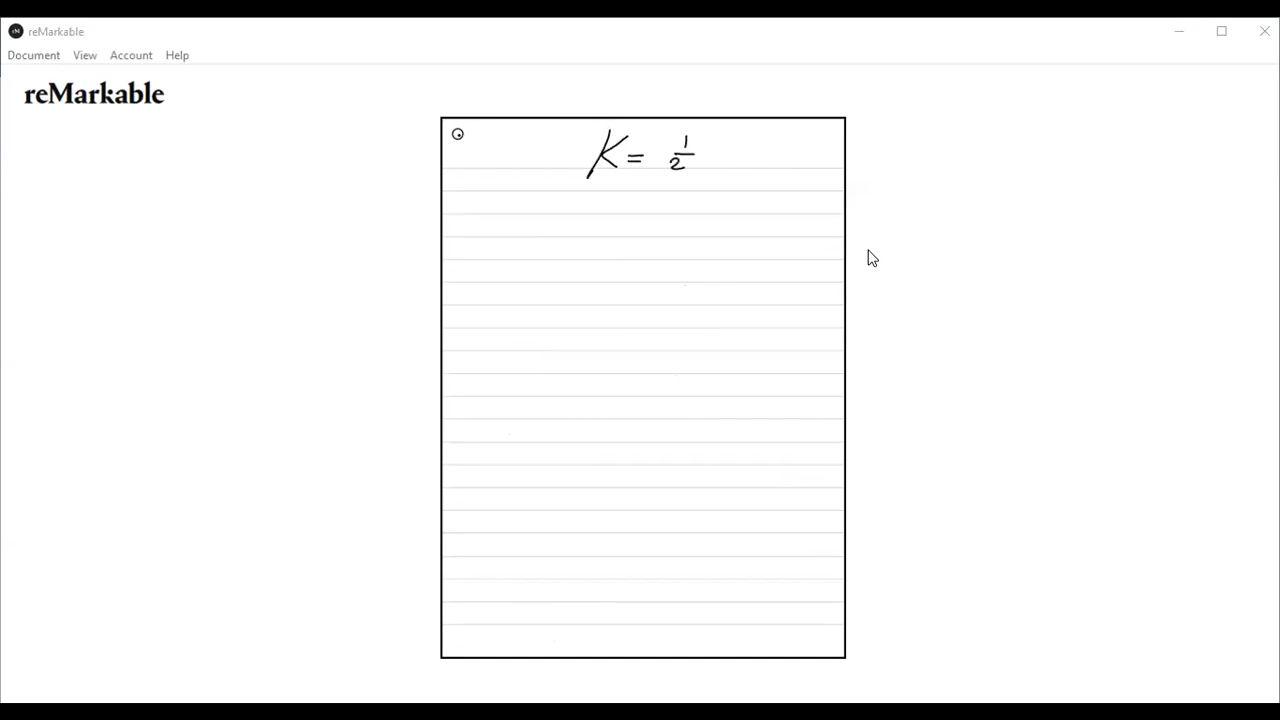 reMarkable
Document View Account Help
reMarkable
K = 1/2